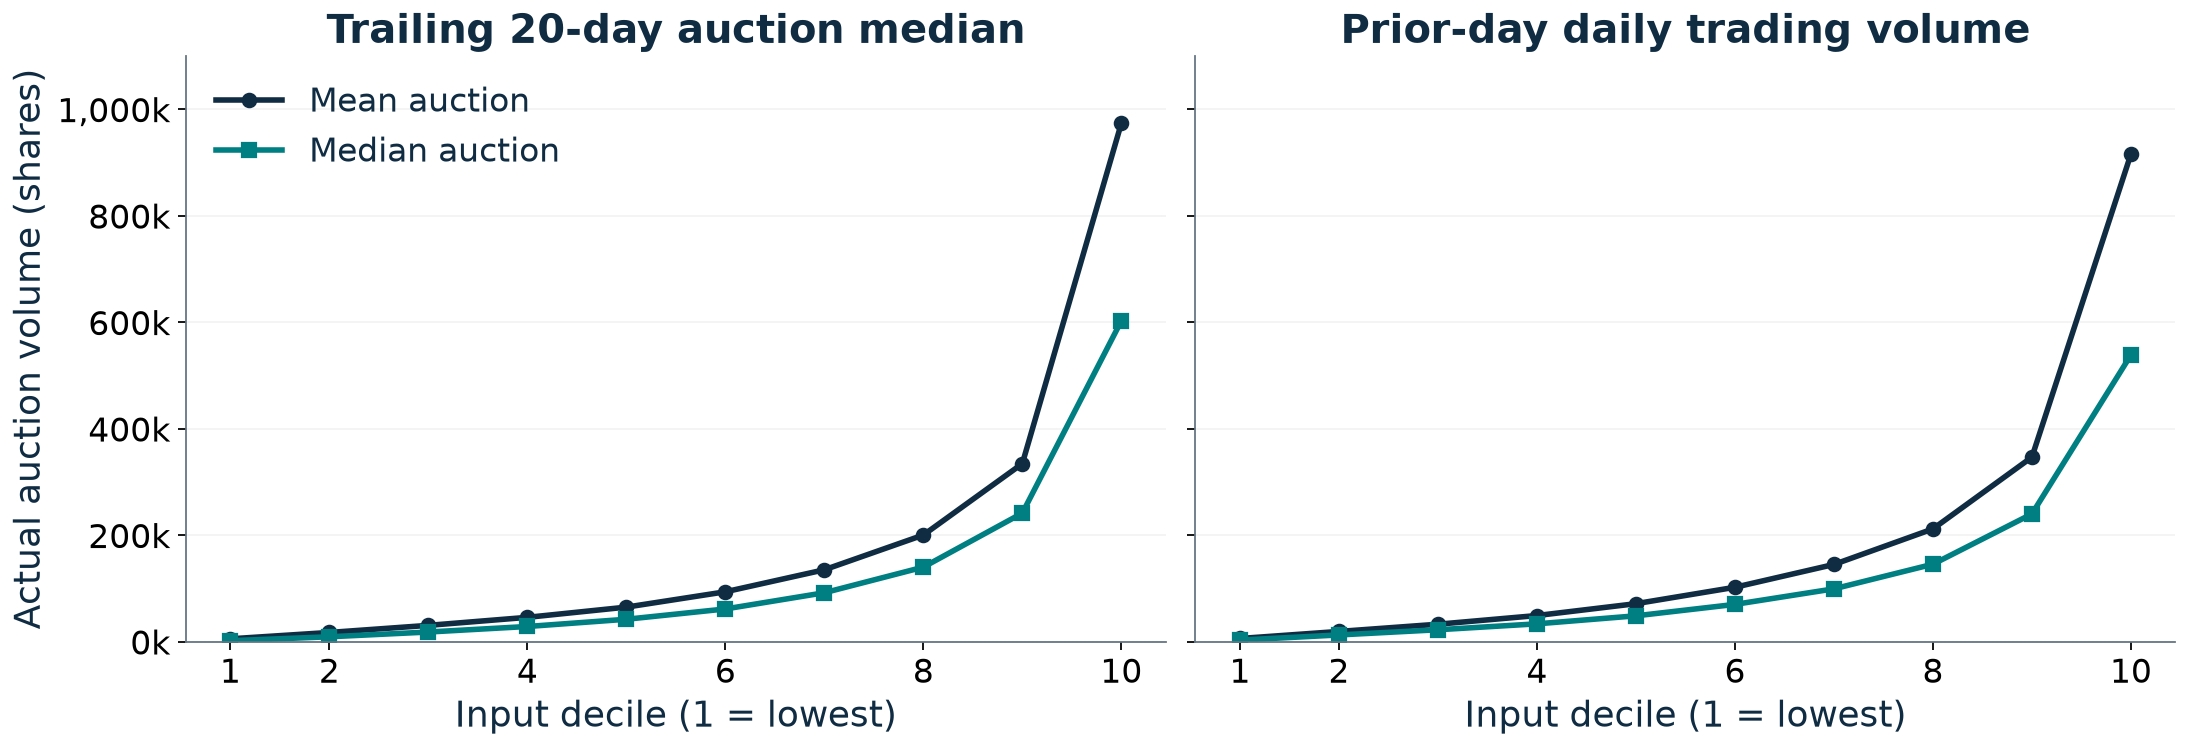 Trailing 20-day auction median
Prior-day daily trading volume
Actual auction volume (shares)
1,000k
800k
600k
400k
200k
0k
Mean auction
Median auction
1 2 4 6 8 10
1 2 4 6 8 10
Input decile (1 = lowest)
Input decile (1 = lowest)